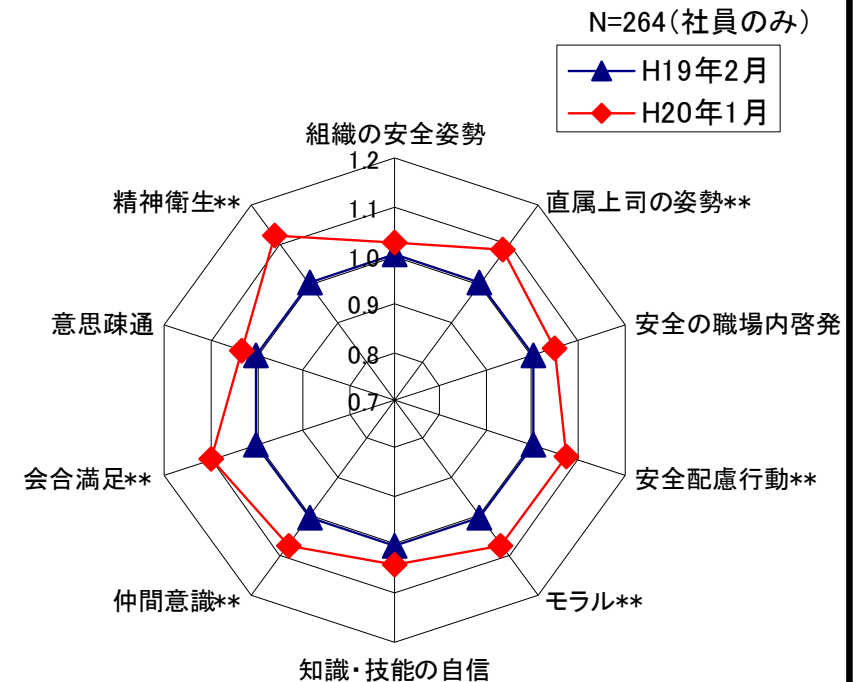 N=264(社員のみ)
H19年2月
H20年1月
組織の安全姿勢
1.2
精神衛生**
直属上司の姿勢**
1.1
1.0
意思疎通
安全の職場内啓発
0.9
0.8
0.7
会合満足**
安全配慮行動**
仲間意識**
モラル**
知識・技能の自信